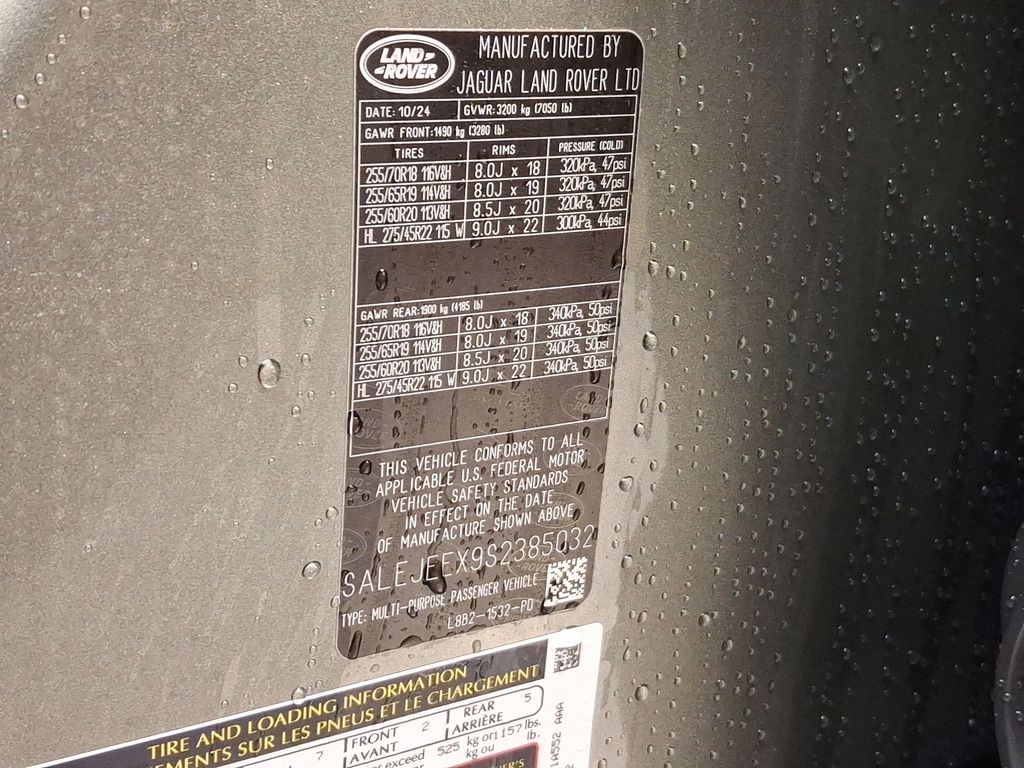 LAND ROVER
MANUFACTURED BY
JAGUAR LAND ROVER LTD
DATE: 10/24 GVWR:3200 kg (7050 lb)
GAWR FRONT:1490 kg (3280 lb)
TIRES RIMS PRESSURE (COLD)
255/70R18 116V&H 8.0J x 18 320kPa, 47psi
255/65R19 114V&H 8.0J x 19 320kPa, 47psi
255/60R20 113V&H 8.5J x 20 320kPa, 47psi
HL 275/45R22 115 W 9.0J x 22 300kPa, 44psi
GAWR REAR:1900 kg (4185 lb)
255/70R18 116V&H 8.0J x 18 340kPa, 50psi
255/65R19 114V&H 8.0J x 19 340kPa, 50psi
255/60R20 113V&H 8.5J x 20 340kPa, 50psi
HL 275/45R22 115 W 9.0J x 22 340kPa, 50psi
THIS VEHICLE CONFORMS TO ALL
APPLICABLE U.S. FEDERAL MOTOR
VEHICLE SAFETY STANDARDS
IN EFFECT ON THE DATE
OF MANUFACTURE SHOWN ABOVE
SALEJEEX9S2385032
TYPE: MULTI-PURPOSE PASSENGER VEHICLE
L8B2-1532-PD
TIRE AND LOADING INFORMATION
EMENTS SUR LES PNEUS ET LE CHARGEMENT
7 FRONT 2 REAR 5
AVANT ARRIÈRE
exceed 525 kg or 1157 lbs.
kg ou lb.
1A552 AAA